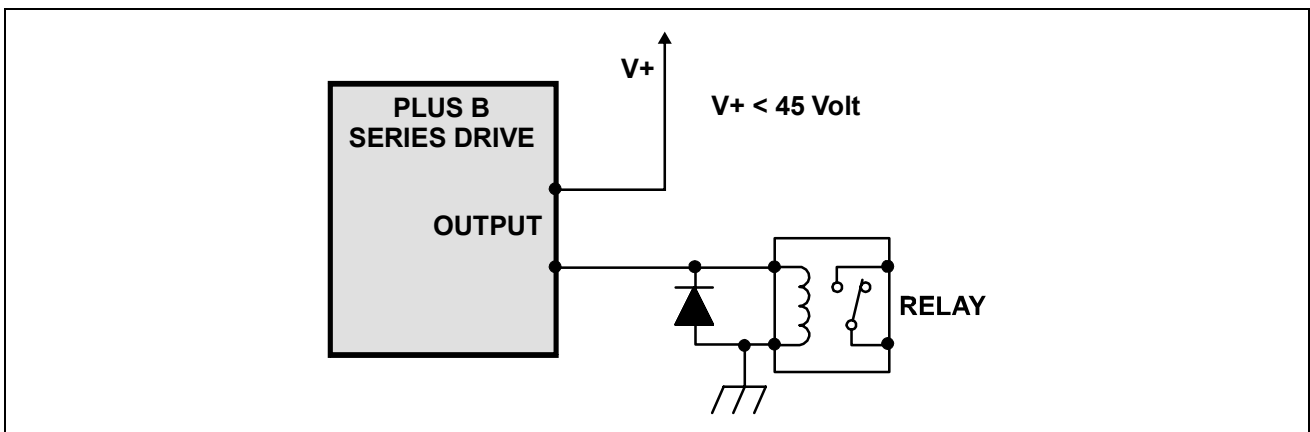 V+
V+ < 45 Volt
PLUS B
SERIES DRIVE
OUTPUT
RELAY